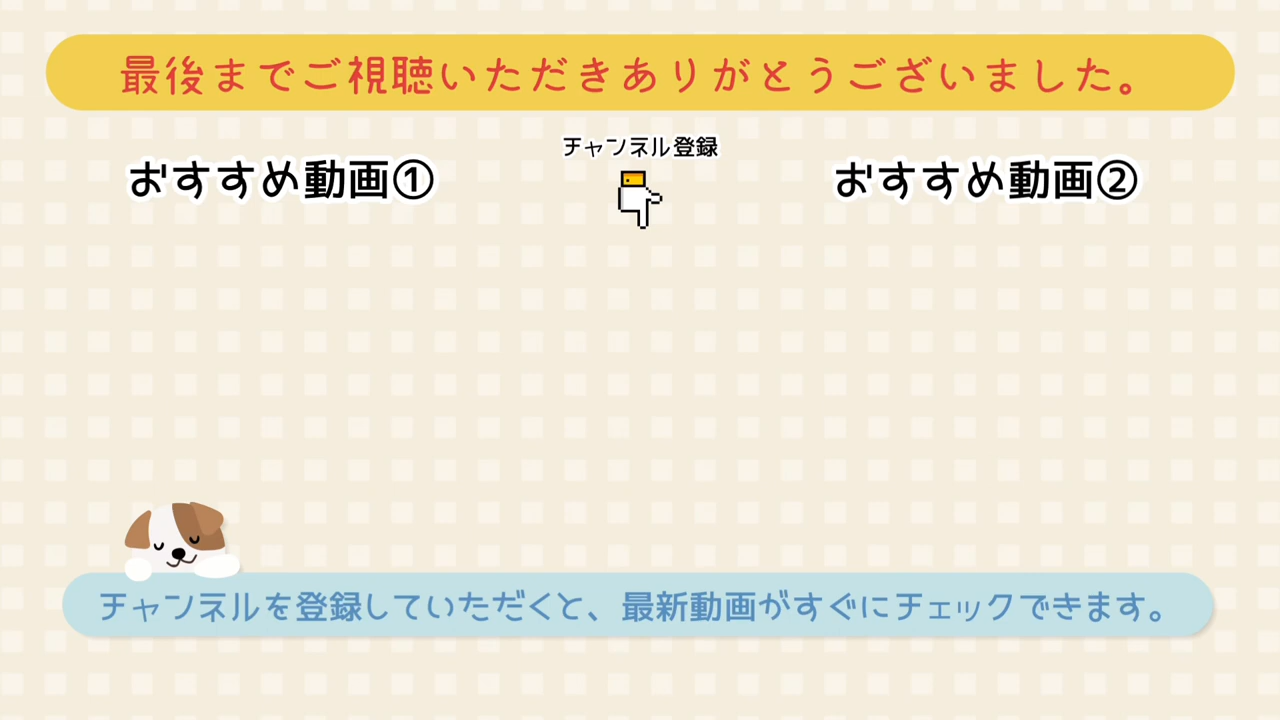 最後までご視聴いただきありがとうございました。
チャンネル登録
おすすめ動画①
おすすめ動画②
チャンネルを登録していただくと、最新動画がすぐにチェックできます。